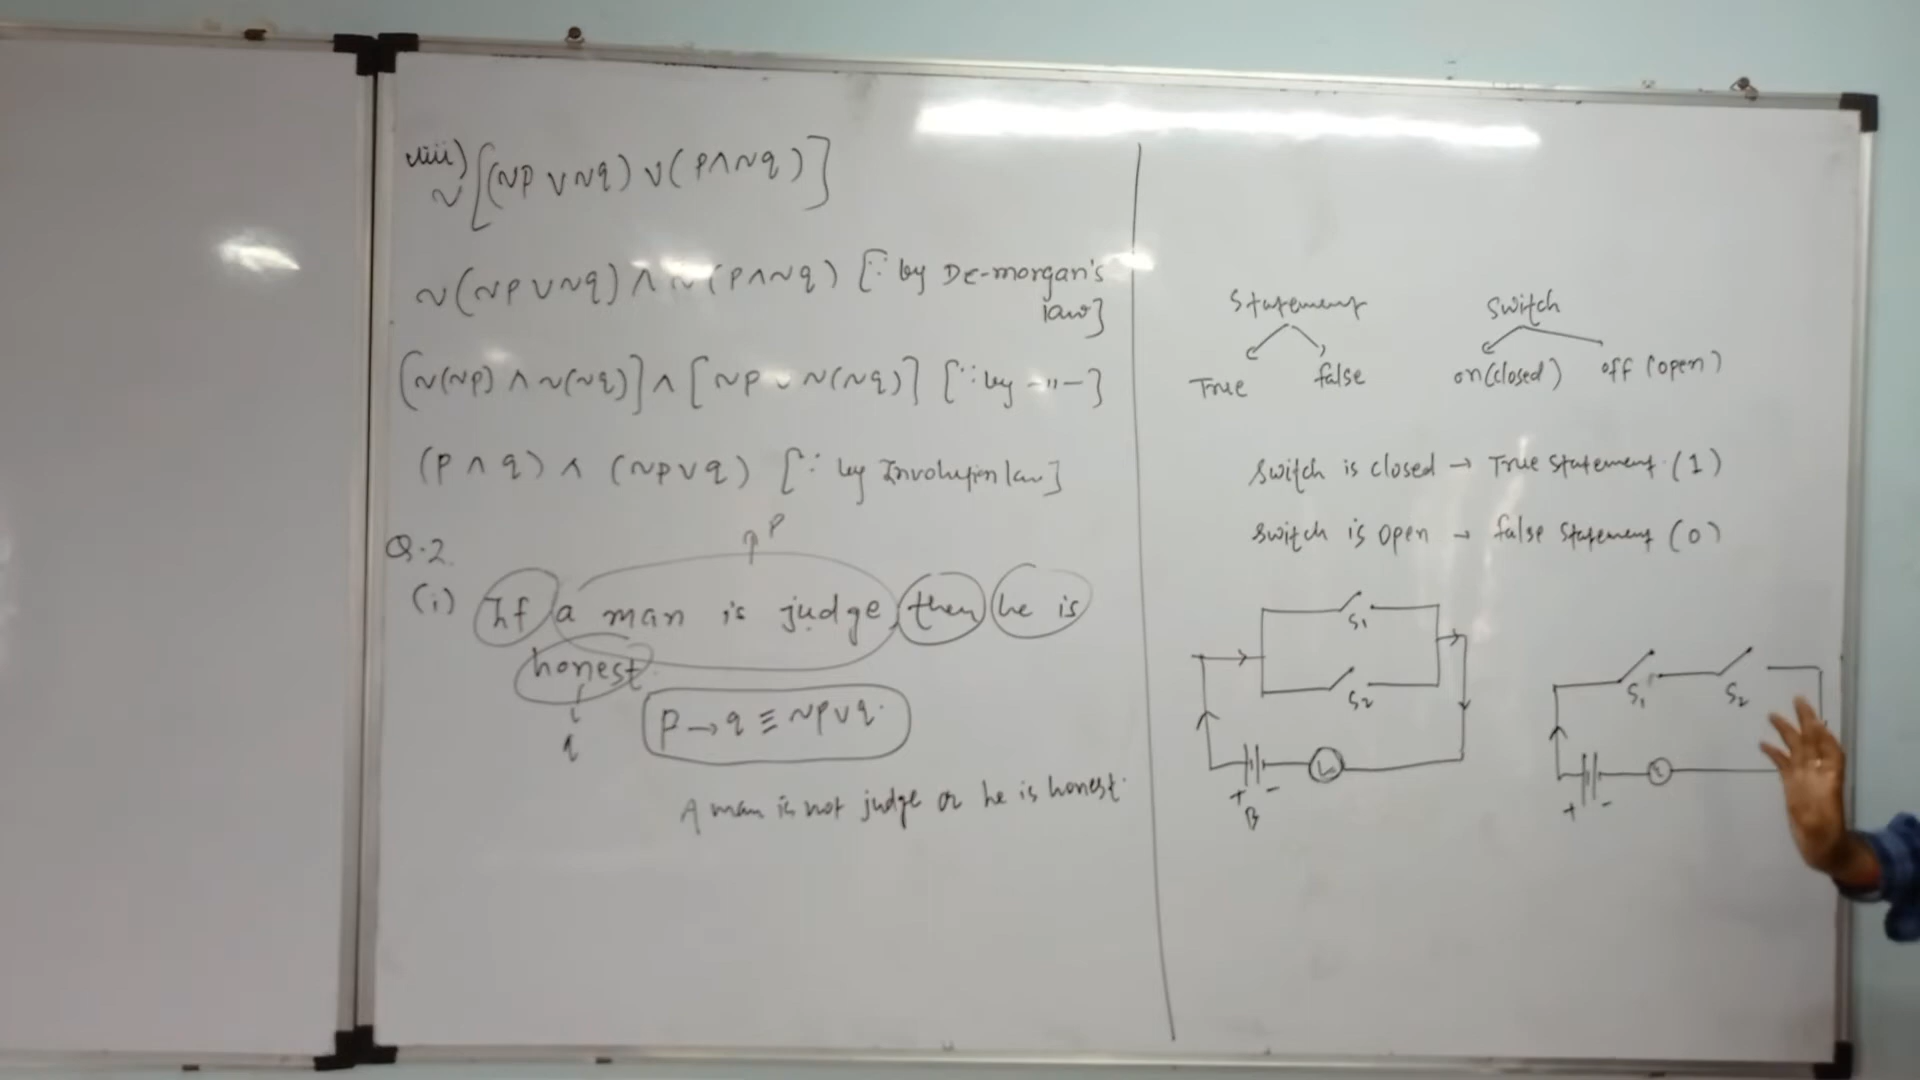 viii)
~[(~p ∨ ~q) ∨ (p ∧ ~q)]
~(~p ∨ ~q) ∧ ~(p ∧ ~q) [∵ by De-morgan's
law]
[~(~p) ∧ ~(~q)] ∧ [~p ∨ ~(~q)] [∵ by -"-]
(p ∧ q) ∧ (~p ∨ q) [∵ by Involution law]
p
Q.2.
(i) If a man is judge, then he is
honest.
q
p → q ≡ ~p ∨ q.
A man is not judge or he is honest.
Statement
True false
Switch
on (closed) off (open)
Switch is closed → True Statement (1)
Switch is open → false Statement (0)
S₁
S₂
L
+ -
B
S₁ S₂
L
+ -